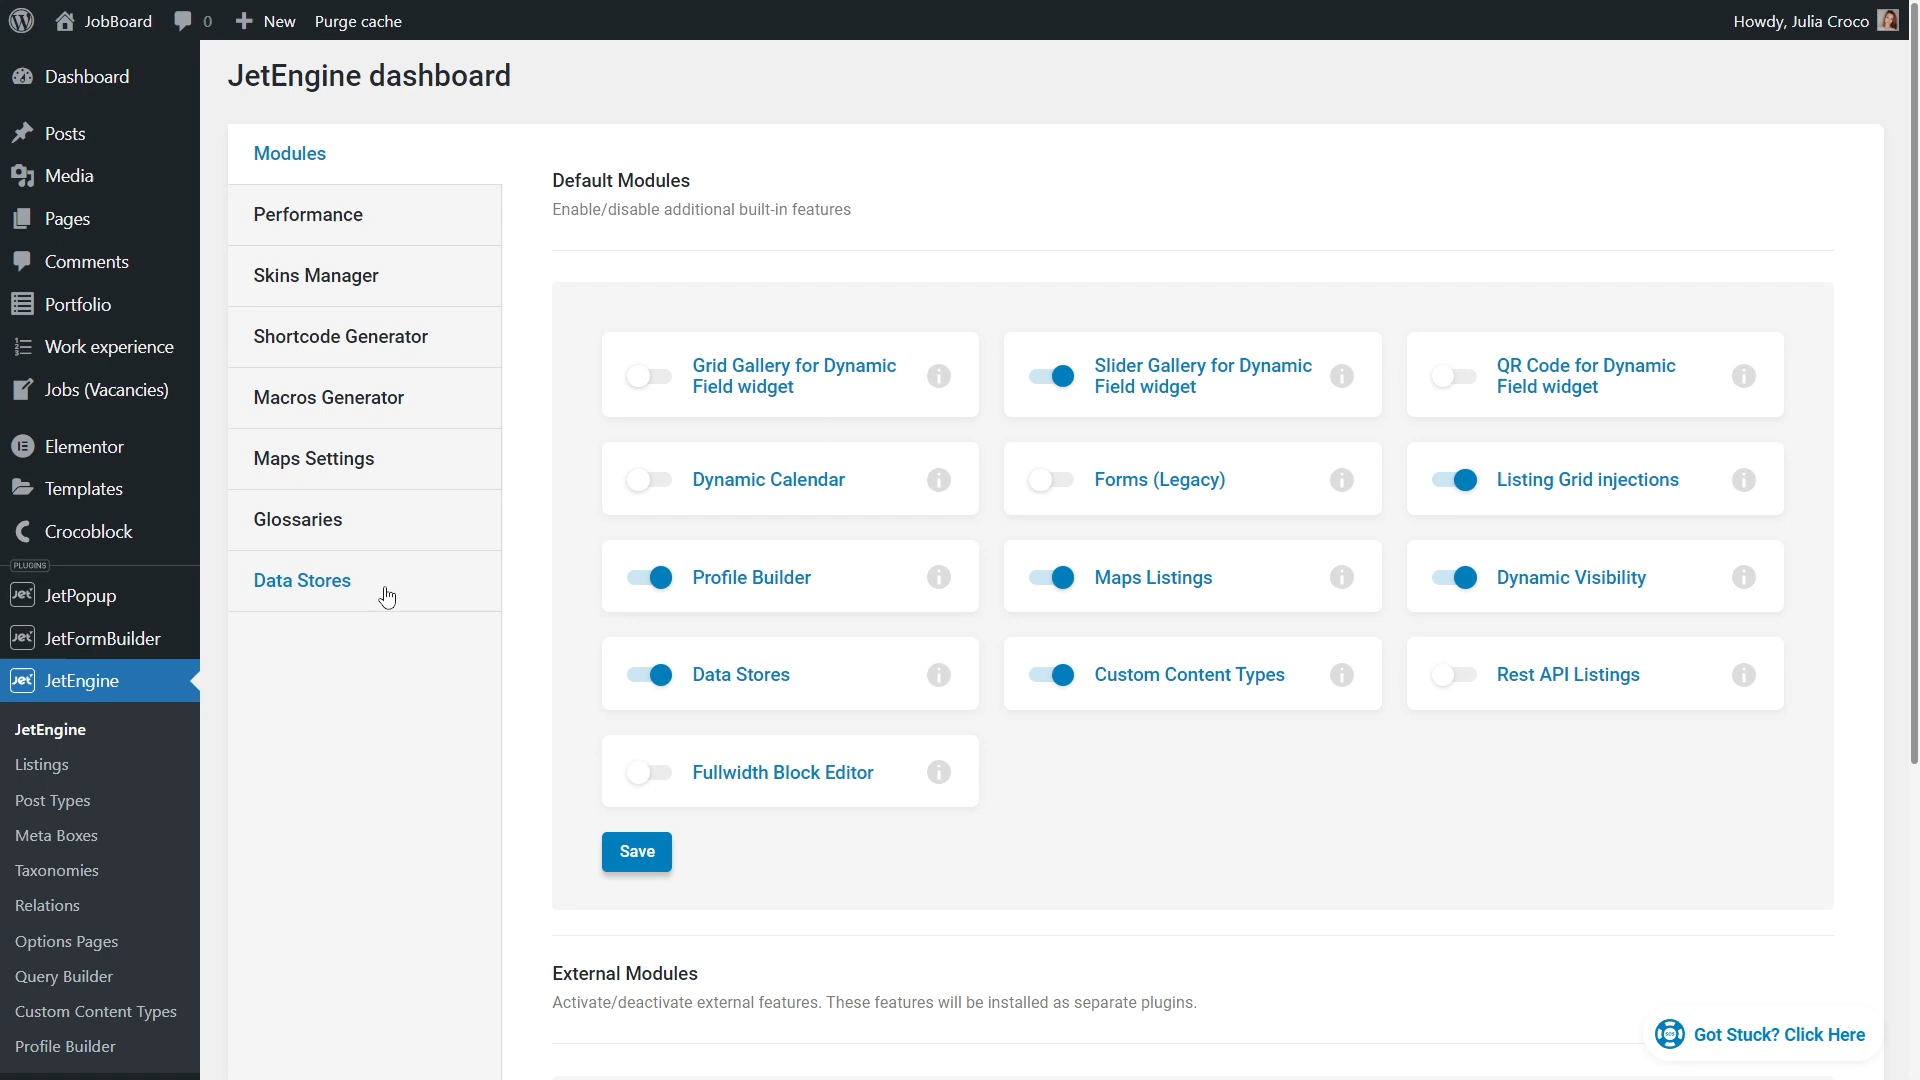 JobBoard 0 New Purge cache Howdy, Julia Croco
Dashboard
Posts
Media
Pages
Comments
Portfolio
Work experience
Jobs (Vacancies)
Elementor
Templates
Crocoblock
PLUGINS
Jet JetPopup
Jet JetFormBuilder
Jet JetEngine
JetEngine
Listings
Post Types
Meta Boxes
Taxonomies
Relations
Options Pages
Query Builder
Custom Content Types
Profile Builder
JetEngine dashboard
Modules
Performance
Skins Manager
Shortcode Generator
Macros Generator
Maps Settings
Glossaries
Data Stores
Default Modules
Enable/disable additional built-in features
Grid Gallery for Dynamic
Field widget
Slider Gallery for Dynamic
Field widget
QR Code for Dynamic
Field widget
Dynamic Calendar
Forms (Legacy)
Listing Grid injections
Profile Builder
Maps Listings
Dynamic Visibility
Data Stores
Custom Content Types
Rest API Listings
Fullwidth Block Editor
Save
External Modules
Activate/deactivate external features. These features will be installed as separate plugins.
Got Stuck? Click Here